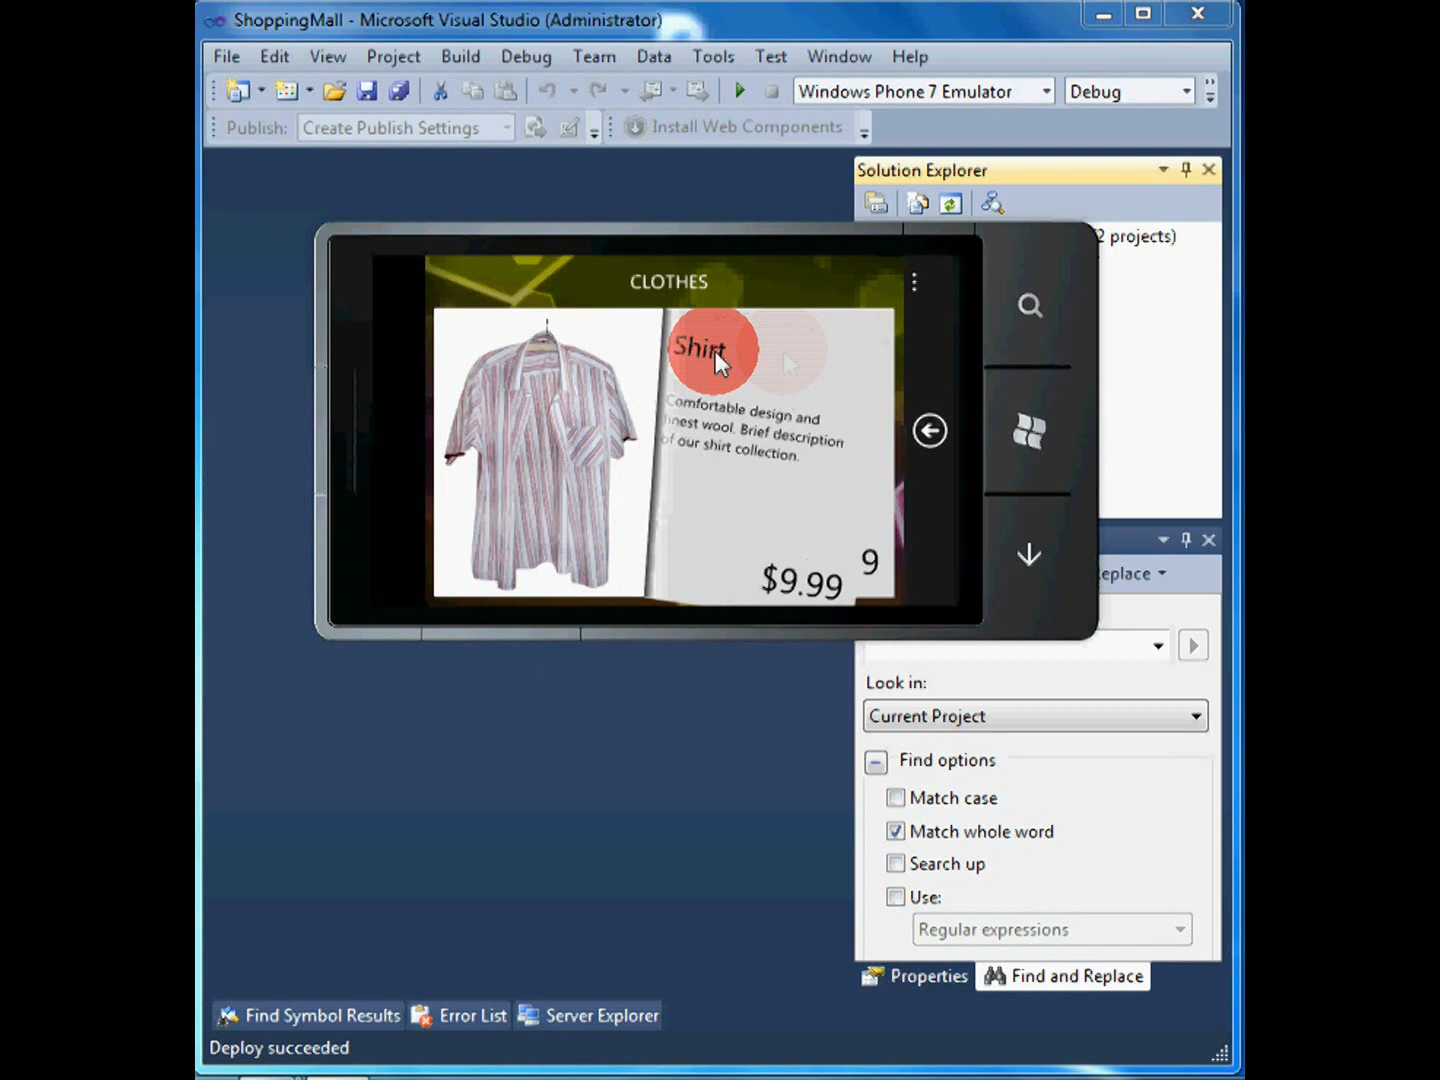 ShoppingMall - Microsoft Visual Studio (Administrator)
File Edit View Project Build Debug Team Data Tools Test Window Help
Windows Phone 7 Emulator Debug
Publish: Create Publish Settings Install Web Components
Solution Explorer
2 projects)
CLOTHES
Shirt
Comfortable design and
finest wool. Brief description
of our shirt collection.
$9.99
9
eplace
Look in:
Current Project
Find options
Match case
Match whole word
Search up
Use:
Regular expressions
Properties Find and Replace
Find Symbol Results Error List Server Explorer
Deploy succeeded